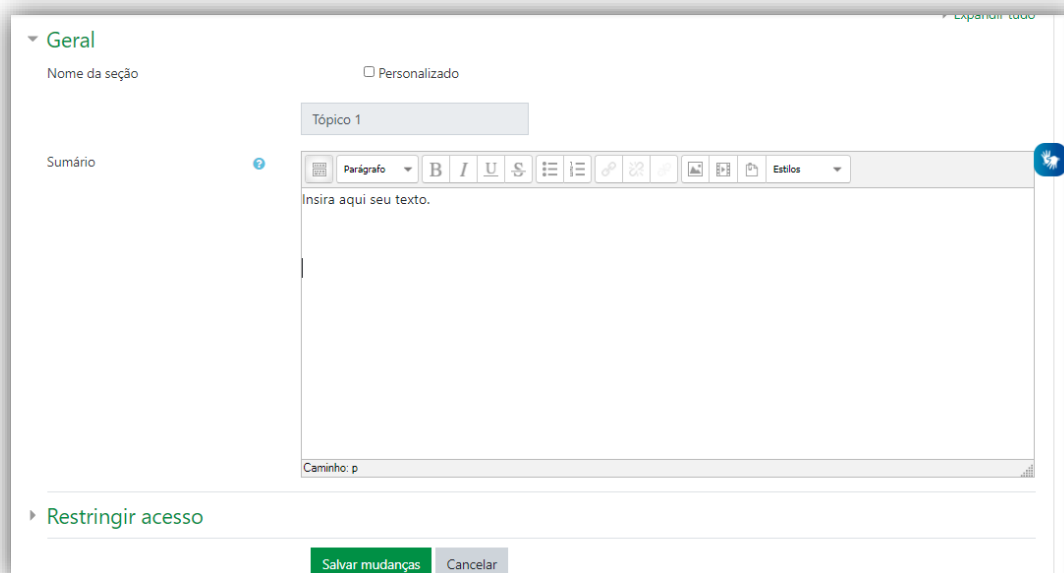 Expandir tudo
Geral
Nome da seção
Personalizado
Tópico 1
Sumário
Parágrafo B I U S Estilos
Insira aqui seu texto.
Caminho: p
Restringir acesso
Salvar mudanças Cancelar